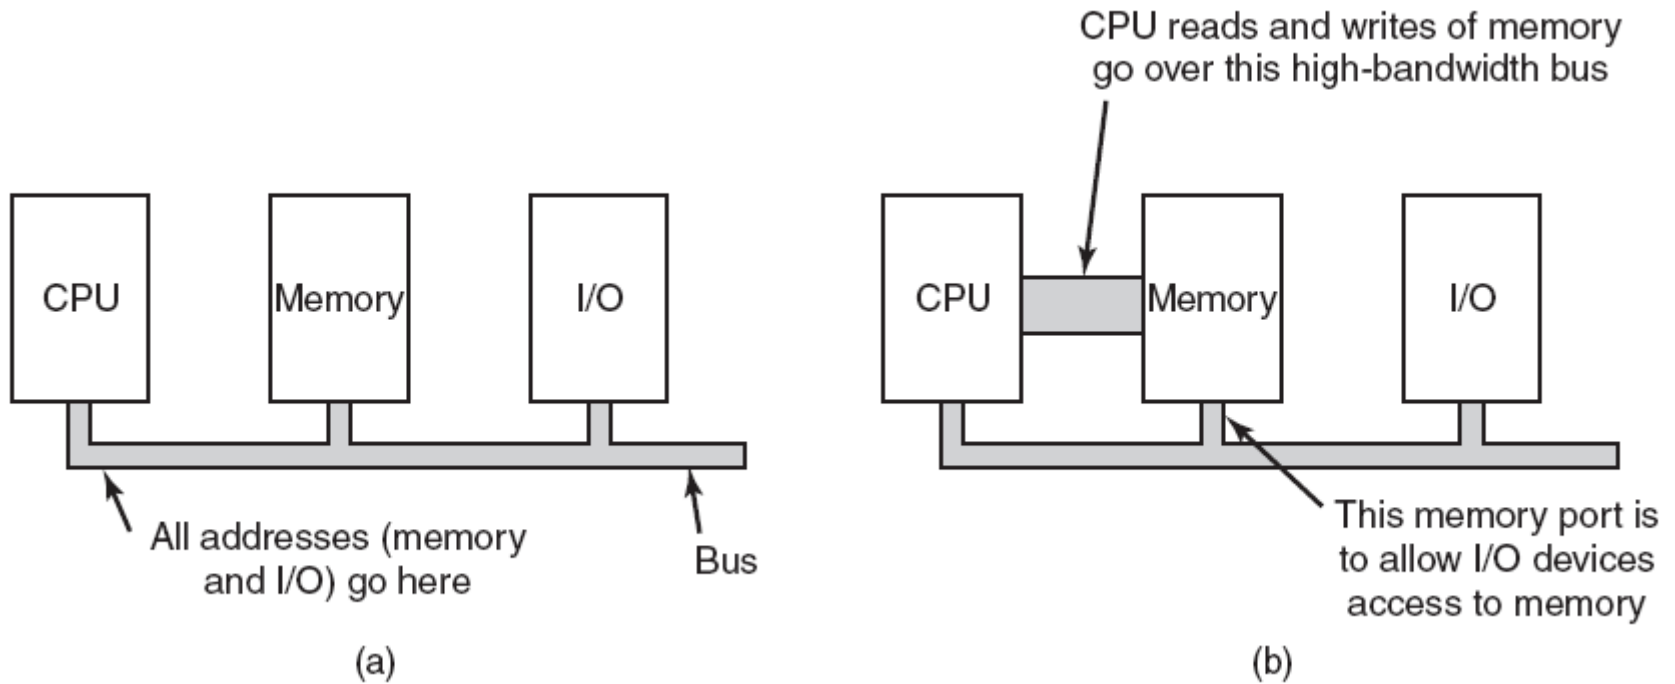 CPU reads and writes of memory
go over this high-bandwidth bus
CPU
Memory
I/O
CPU
Memory
I/O
All addresses (memory
and I/O) go here
Bus
This memory port is
to allow I/O devices
access to memory
(a)
(b)